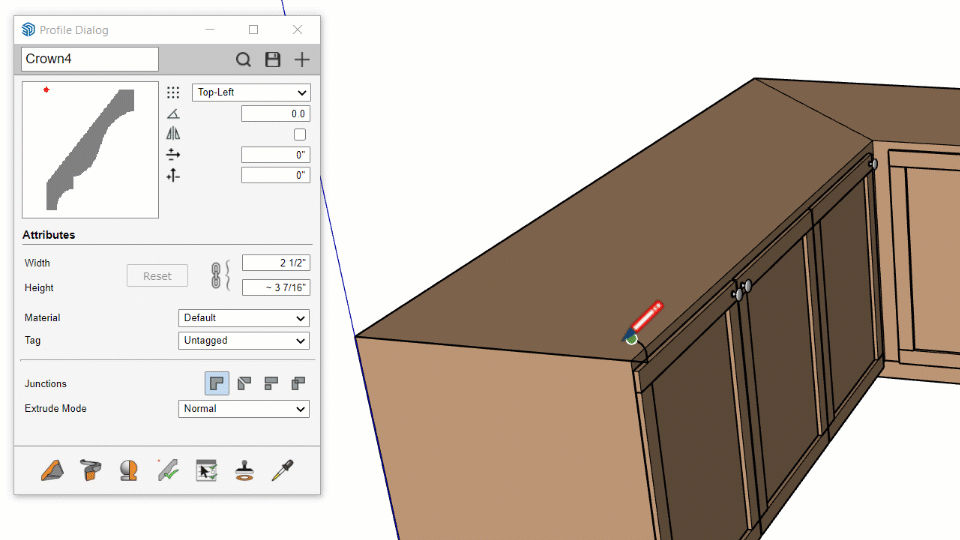 Profile Dialog
Crown4
Top-Left
0.0
0"
0"
Attributes
Width
2 1/2"
Reset
Height
~ 3 7/16"
Material
Default
Tag
Untagged
Junctions
Extrude Mode
Normal